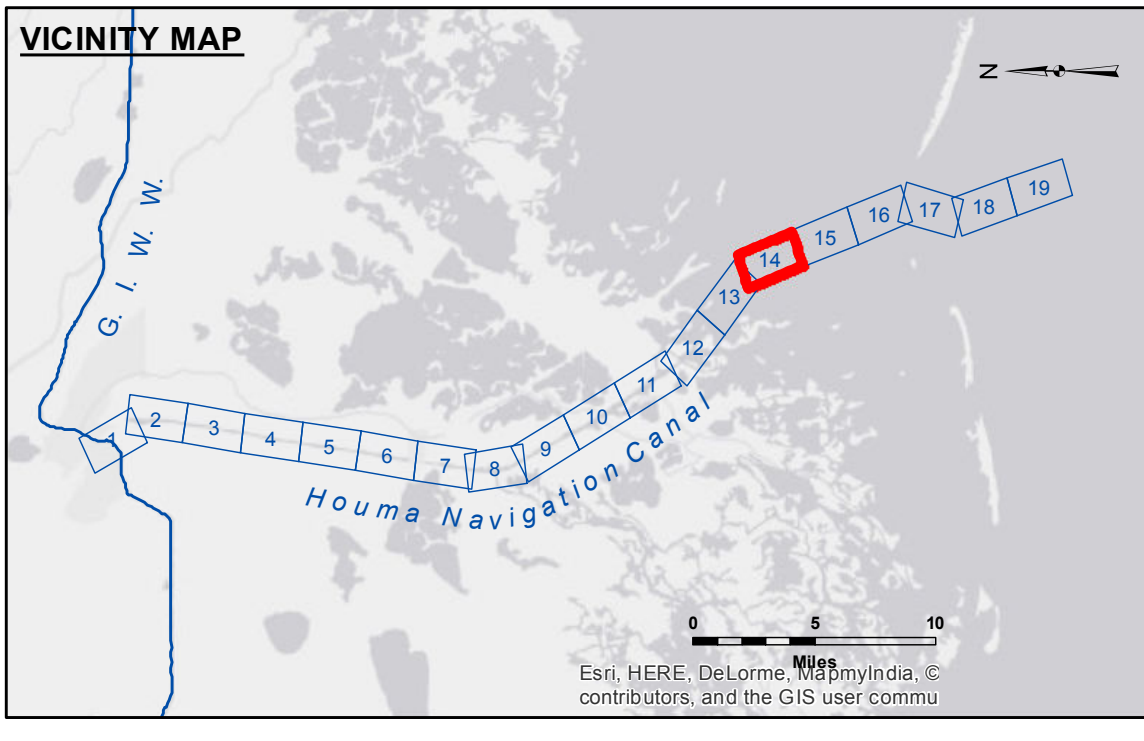 VICINITY MAP
N
G. I. W. W.
1
2
3
4
5
6
7
8
9
10
11
12
13
14
15
16
17
18
19
Houma Navigation Canal
0 5 10
Miles
Esri, HERE, DeLorme, MapmyIndia, ©
contributors, and the GIS user commu